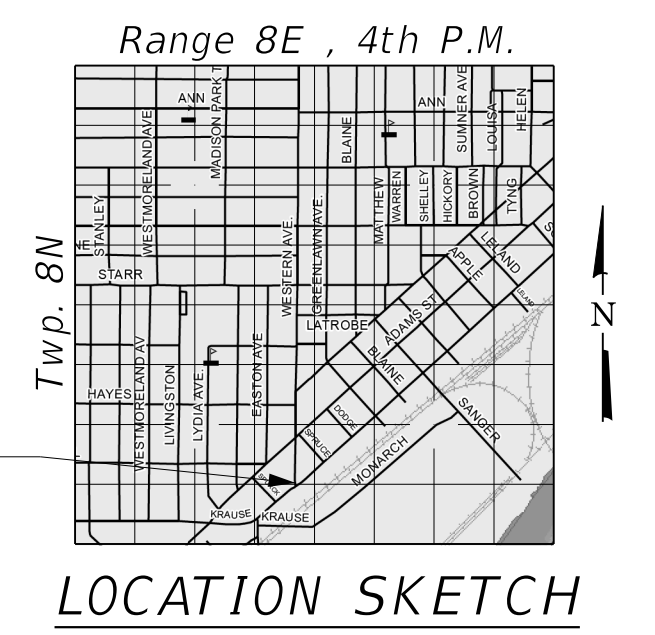 Range 8E , 4th P.M.
Twp. 8N
ANN
MADISON PARK T
WESTMORELAND AVE
BLAINE
ANN
SUMNER AVE
LOUISA
HELEN
STANLEY
NE
STARR
WESTERN AVE.
GREENLAWN AVE.
MATTHEW
WARREN
SHELLEY
HICKORY
BROWN
TYNG
S
LELAND
APPLE
LELAND
ADAMS ST
LATROBE
BLAINE
EASTON AVE
WESTMORELAND AV
LIVINGSTON
LYDIA AVE.
HAYES
DODGE
SPRUCE
SANGER
MONARCH
KRAUSE
KRAUSE
N
LOCATION SKETCH